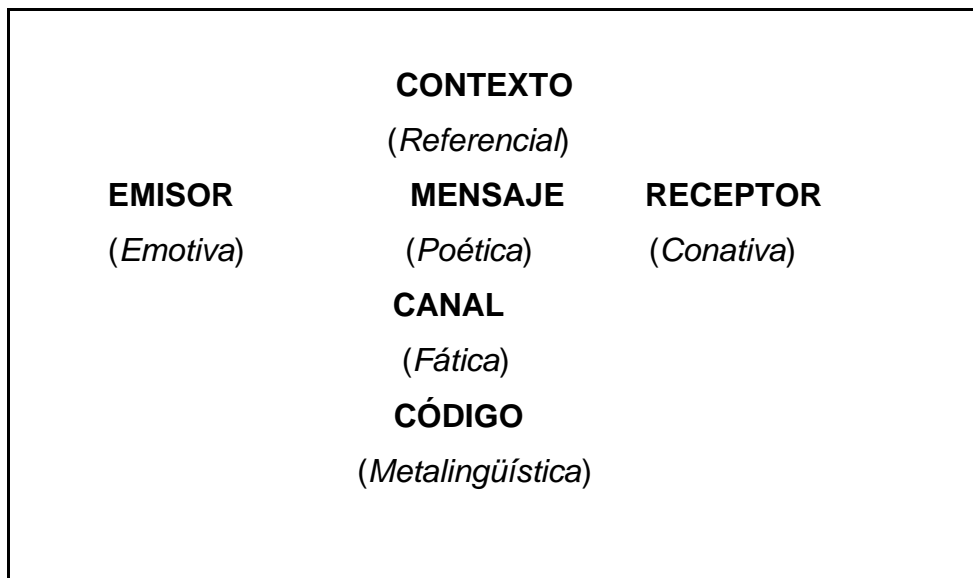 CONTEXTO
(Referencial)
EMISOR MENSAJE RECEPTOR
(Emotiva) (Poética) (Conativa)
CANAL
(Fática)
CÓDIGO
(Metalingüística)